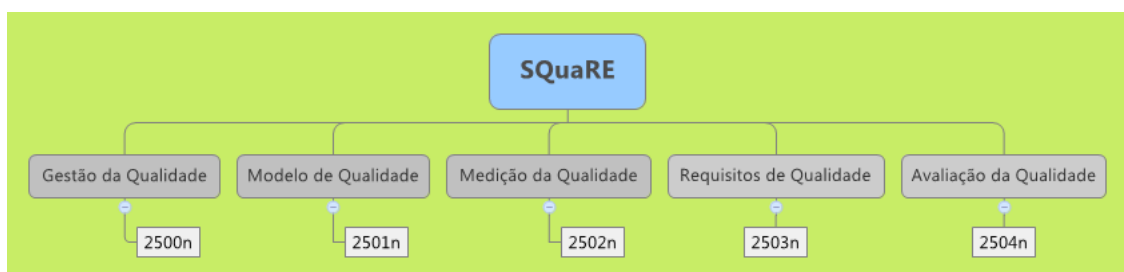 SQuaRE
Gestão da Qualidade
Modelo de Qualidade
Medição da Qualidade
Requisitos de Qualidade
Avaliação da Qualidade
2500n
2501n
2502n
2503n
2504n